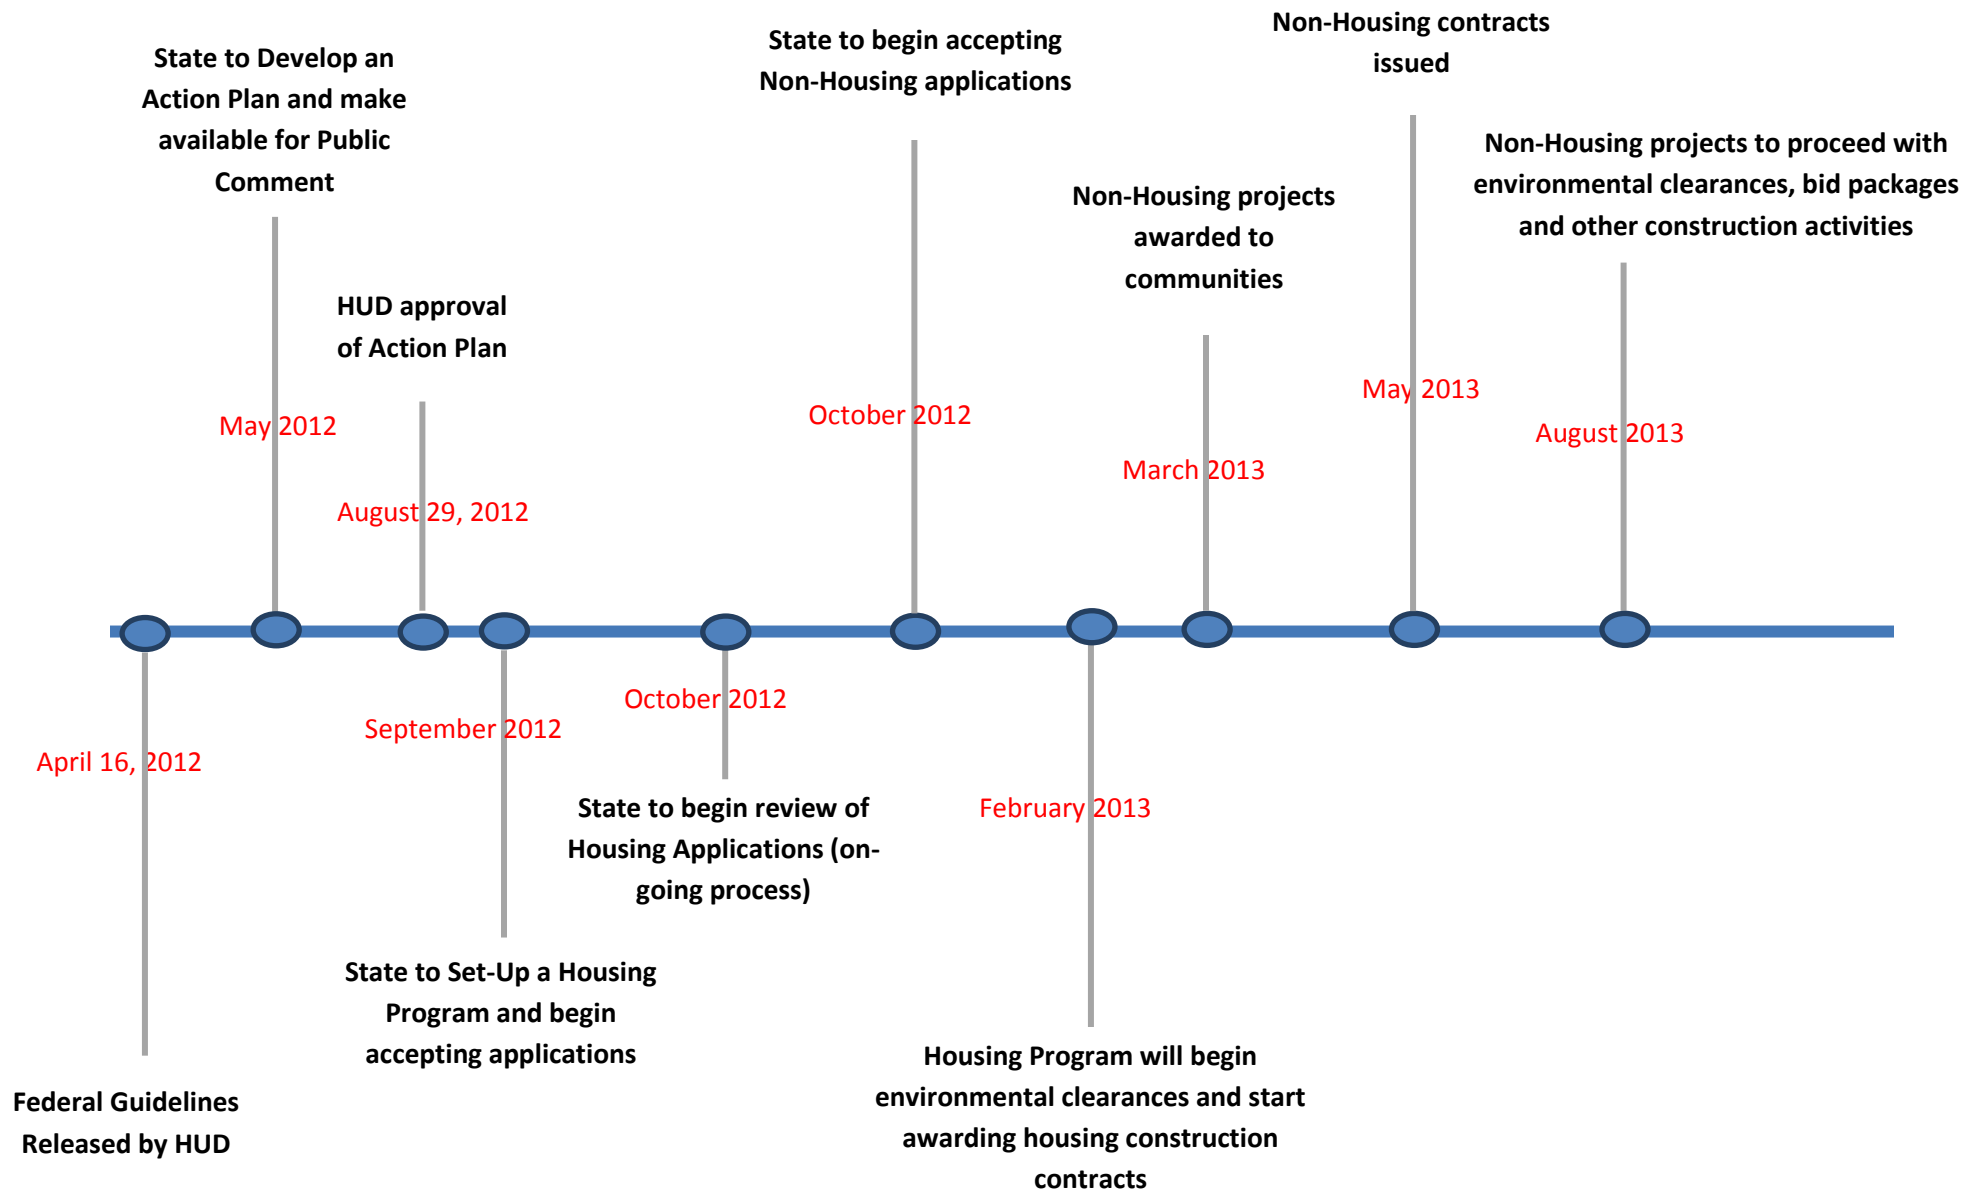 State to Develop an
Action Plan and make
available for Public
Comment
May 2012
HUD approval
of Action Plan
August 29, 2012
State to begin accepting
Non-Housing applications
October 2012
Non-Housing projects
awarded to
communities
March 2013
Non-Housing contracts
issued
May 2013
Non-Housing projects to proceed with
environmental clearances, bid packages
and other construction activities
August 2013
April 16, 2012
Federal Guidelines
Released by HUD
September 2012
State to Set-Up a Housing
Program and begin
accepting applications
October 2012
State to begin review of
Housing Applications (on-
going process)
February 2013
Housing Program will begin
environmental clearances and start
awarding housing construction
contracts